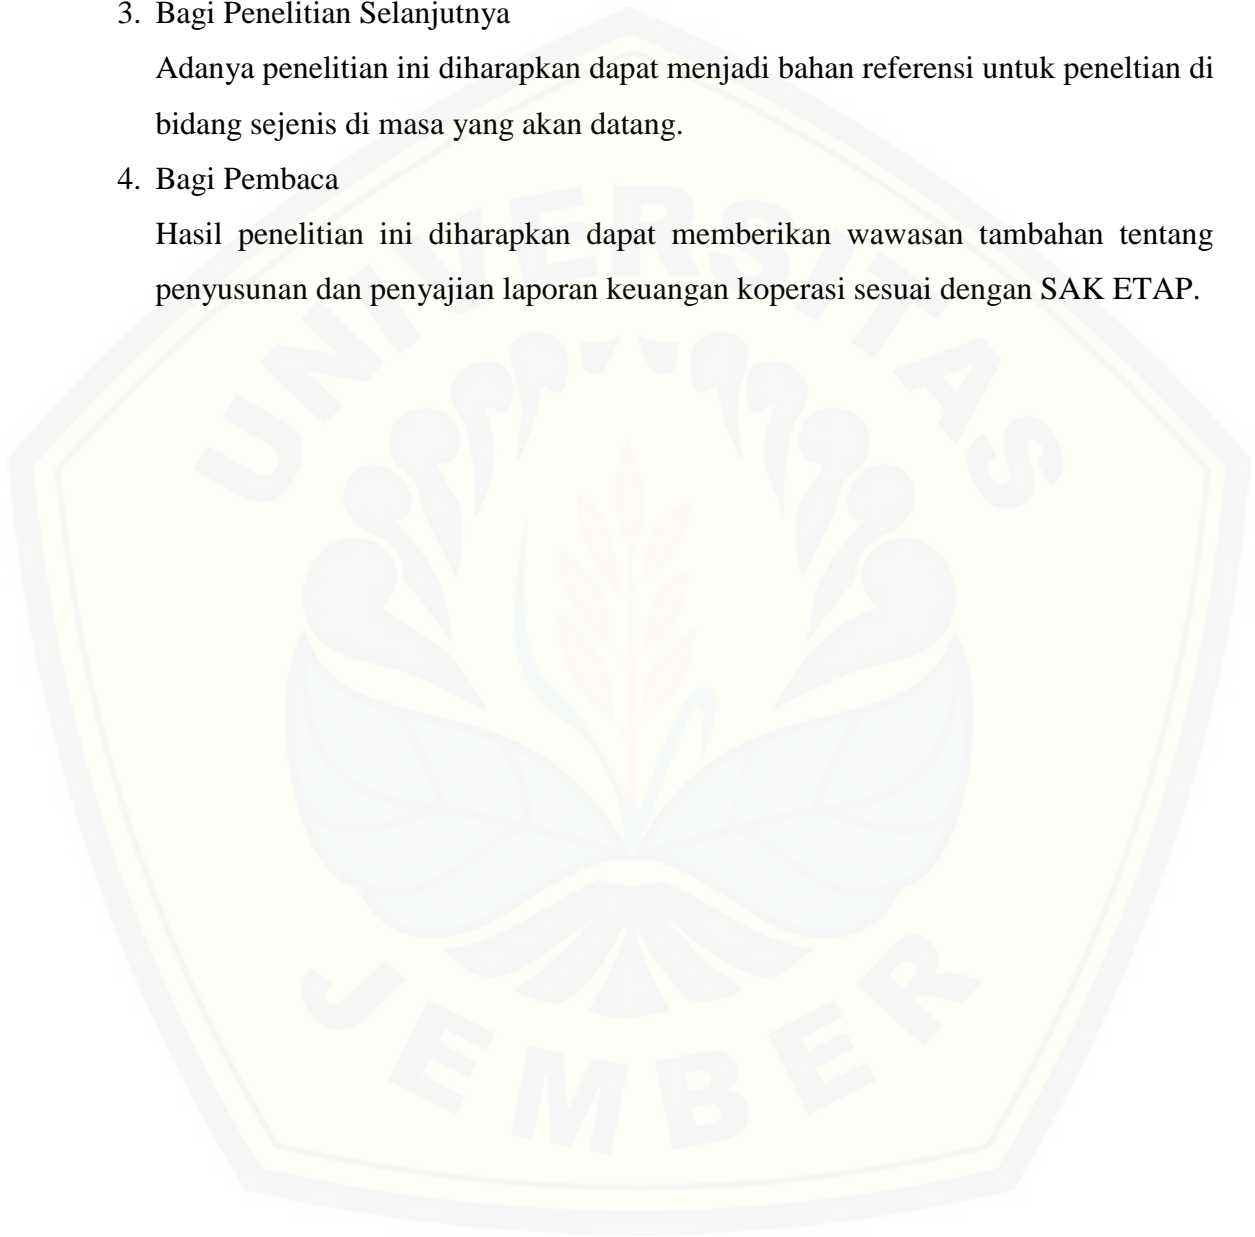 3. Bagi Penelitian Selanjutnya
Adanya penelitian ini diharapkan dapat menjadi bahan referensi untuk peneltian di
bidang sejenis di masa yang akan datang.
4. Bagi Pembaca
Hasil penelitian ini diharapkan dapat memberikan wawasan tambahan tentang
penyusunan dan penyajian laporan keuangan koperasi sesuai dengan SAK ETAP.
UNIVERSITAS
JEMBER